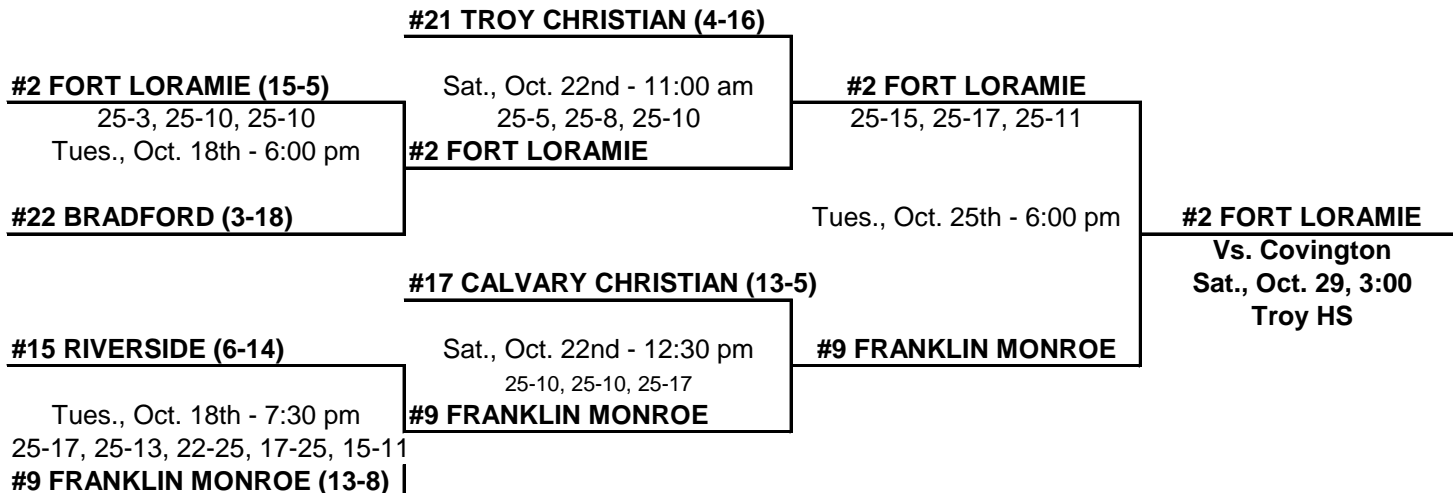 #21 TROY CHRISTIAN (4-16)
#2 FORT LORAMIE (15-5)
25-3, 25-10, 25-10
Tues., Oct. 18th - 6:00 pm
#22 BRADFORD (3-18)
Sat., Oct. 22nd - 11:00 am
25-5, 25-8, 25-10
#2 FORT LORAMIE
#2 FORT LORAMIE
25-15, 25-17, 25-11
Tues., Oct. 25th - 6:00 pm
#2 FORT LORAMIE
Vs. Covington
Sat., Oct. 29, 3:00
Troy HS
#17 CALVARY CHRISTIAN (13-5)
#15 RIVERSIDE (6-14)
Tues., Oct. 18th - 7:30 pm
25-17, 25-13, 22-25, 17-25, 15-11
#9 FRANKLIN MONROE (13-8)
Sat., Oct. 22nd - 12:30 pm
25-10, 25-10, 25-17
#9 FRANKLIN MONROE
#9 FRANKLIN MONROE